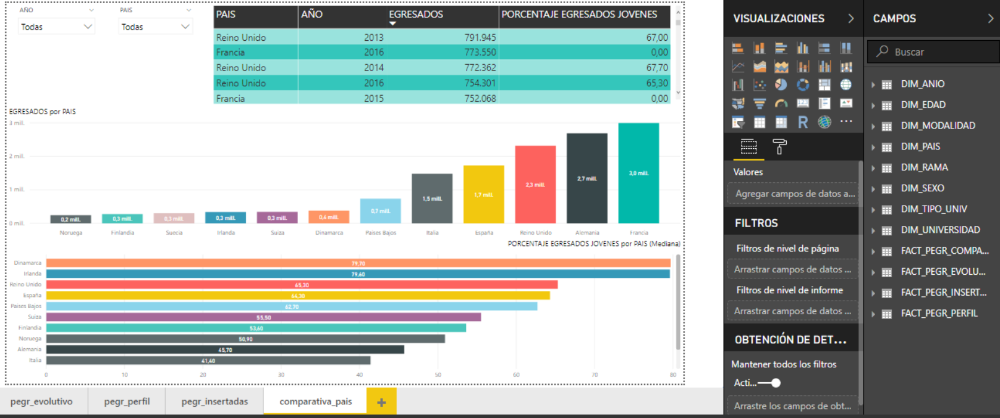 AÑO
Todas
PAIS
Todas
PAIS AÑO EGRESADOS PORCENTAJE EGRESADOS JOVENES
Reino Unido 2013 791.945 67,00
Francia 2016 773.550 0,00
Reino Unido 2014 772.362 67,70
Reino Unido 2016 754.301 65,30
Francia 2015 752.068 0,00
EGRESADOS por PAIS
3 mill.
2 mill.
1 mill.
0 mill.
0,2 mill. 0,3 mill. 0,3 mill. 0,3 mill. 0,3 mill. 0,4 mill. 0,7 mill. 1,5 mill. 1,7 mill. 2,3 mill. 2,7 mill. 3,0 mill.
Noruega Finlandia Suecia Irlanda Suiza Dinamarca Paises Bajos Italia España Reino Unido Alemania Francia
PORCENTAJE EGRESADOS JOVENES por PAIS (Mediana)
Dinamarca 79,70
Irlanda 79,60
Reino Unido 65,30
España 64,30
Paises Bajos 62,70
Suiza 55,50
Finlandia 53,60
Noruega 50,90
Alemania 45,70
Italia 41,40
0 10 20 30 40 50 60 70 80
pegr_evolutivo pegr_perfil pegr_insertadas comparativa_pais +
VISUALIZACIONES
R
123
Valores
Agregar campos de datos a...
FILTROS
Filtros de nivel de página
Arrastrar campos de datos ...
Filtros de nivel de informe
Arrastrar campos de datos ...
OBTENCIÓN DE DET...
Mantener todos los filtros
Acti...
Arrastre los campos de obt...
CAMPOS
Buscar
DIM_ANIO
DIM_EDAD
DIM_MODALIDAD
DIM_PAIS
DIM_RAMA
DIM_SEXO
DIM_TIPO_UNIV
DIM_UNIVERSIDAD
FACT_PEGR_COMPA...
FACT_PEGR_EVOLU...
FACT_PEGR_INSERT...
FACT_PEGR_PERFIL